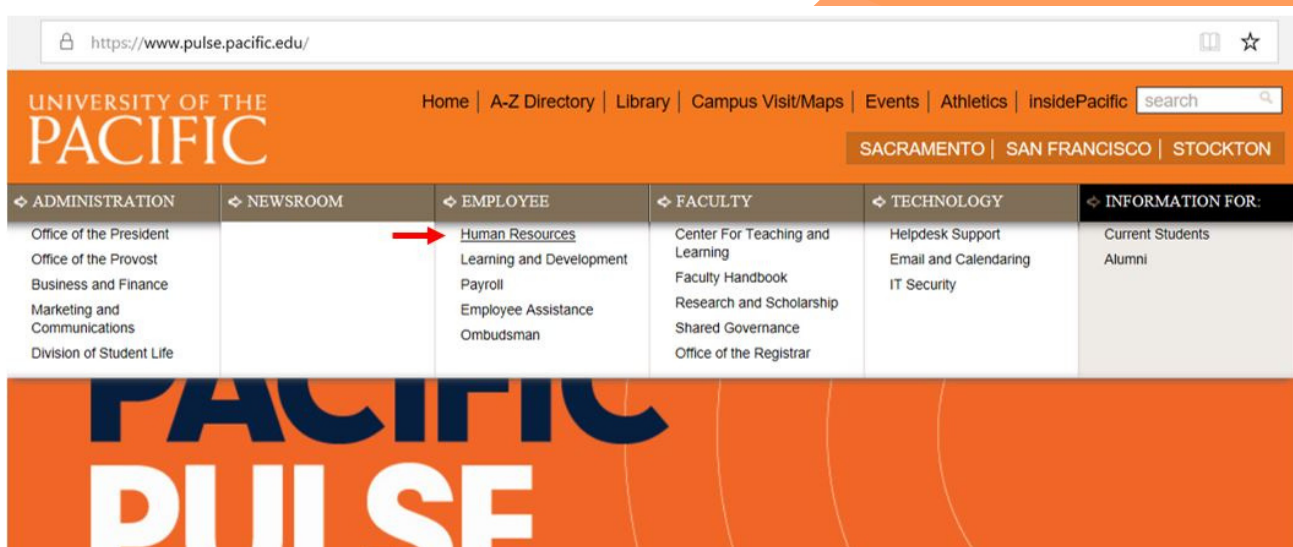 https://www.pulse.pacific.edu/
UNIVERSITY OF THE
PACIFIC
Home | A-Z Directory | Library | Campus Visit/Maps | Events | Athletics | insidePacific search
SACRAMENTO | SAN FRANCISCO | STOCKTON
ADMINISTRATION
Office of the President
Office of the Provost
Business and Finance
Marketing and
Communications
Division of Student Life
NEWSROOM
EMPLOYEE
Human Resources
Learning and Development
Payroll
Employee Assistance
Ombudsman
FACULTY
Center For Teaching and
Learning
Faculty Handbook
Research and Scholarship
Shared Governance
Office of the Registrar
TECHNOLOGY
Helpdesk Support
Email and Calendaring
IT Security
INFORMATION FOR:
Current Students
Alumni
PACIFIC
PULSE